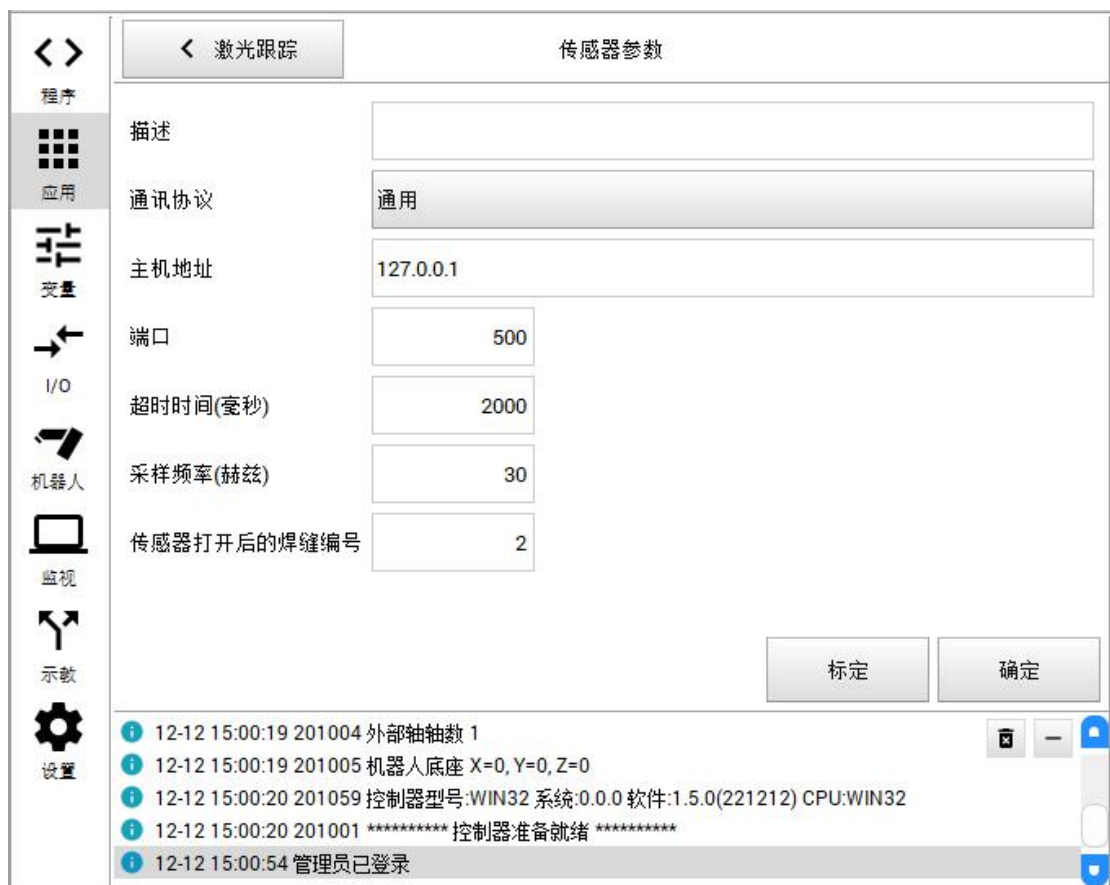 激光跟踪
传感器参数
程序
应用
变量
I/O
机器人
监视
示教
设置
描述
通讯协议
通用
主机地址
127.0.0.1
端口
500
超时时间(毫秒)
2000
采样频率(赫兹)
30
传感器打开后的焊缝编号
2
标定
确定
12-12 15:00:19 201004 外部轴轴数 1
12-12 15:00:19 201005 机器人底座 X=0, Y=0, Z=0
12-12 15:00:20 201059 控制器型号:WIN32 系统:0.0.0 软件:1.5.0(221212) CPU:WIN32
12-12 15:00:20 201001 ********** 控制器准备就绪 **********
12-12 15:00:54 管理员已登录